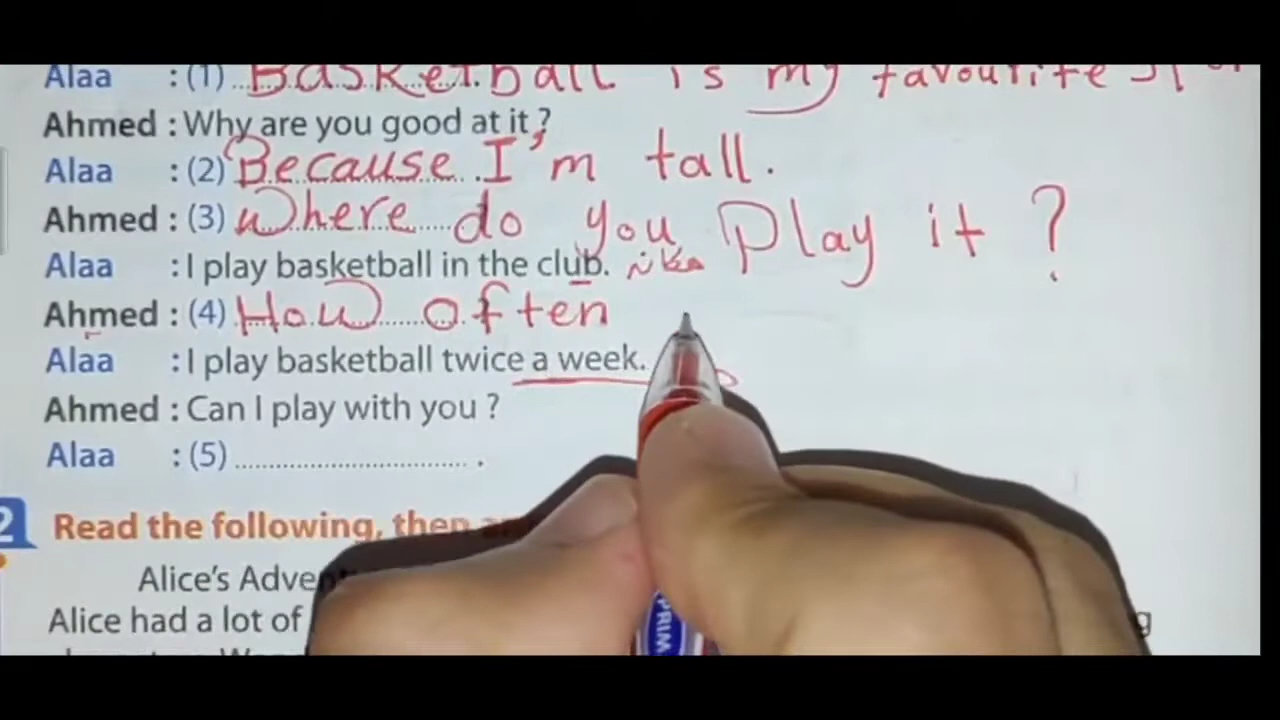 Alaa : (1) Basketball is my favourite
Ahmed : Why are you good at it ?
Alaa : (2) Because I'm tall.
Ahmed : (3) Where do you Play it ?
Alaa : I play basketball in the club. مكان
Ahmed : (4) How often
Alaa : I play basketball twice a week.
Ahmed : Can I play with you ?
Alaa : (5) .............................. .
2 Read the following, then
Alice's
Alice had a lot of
PRIM